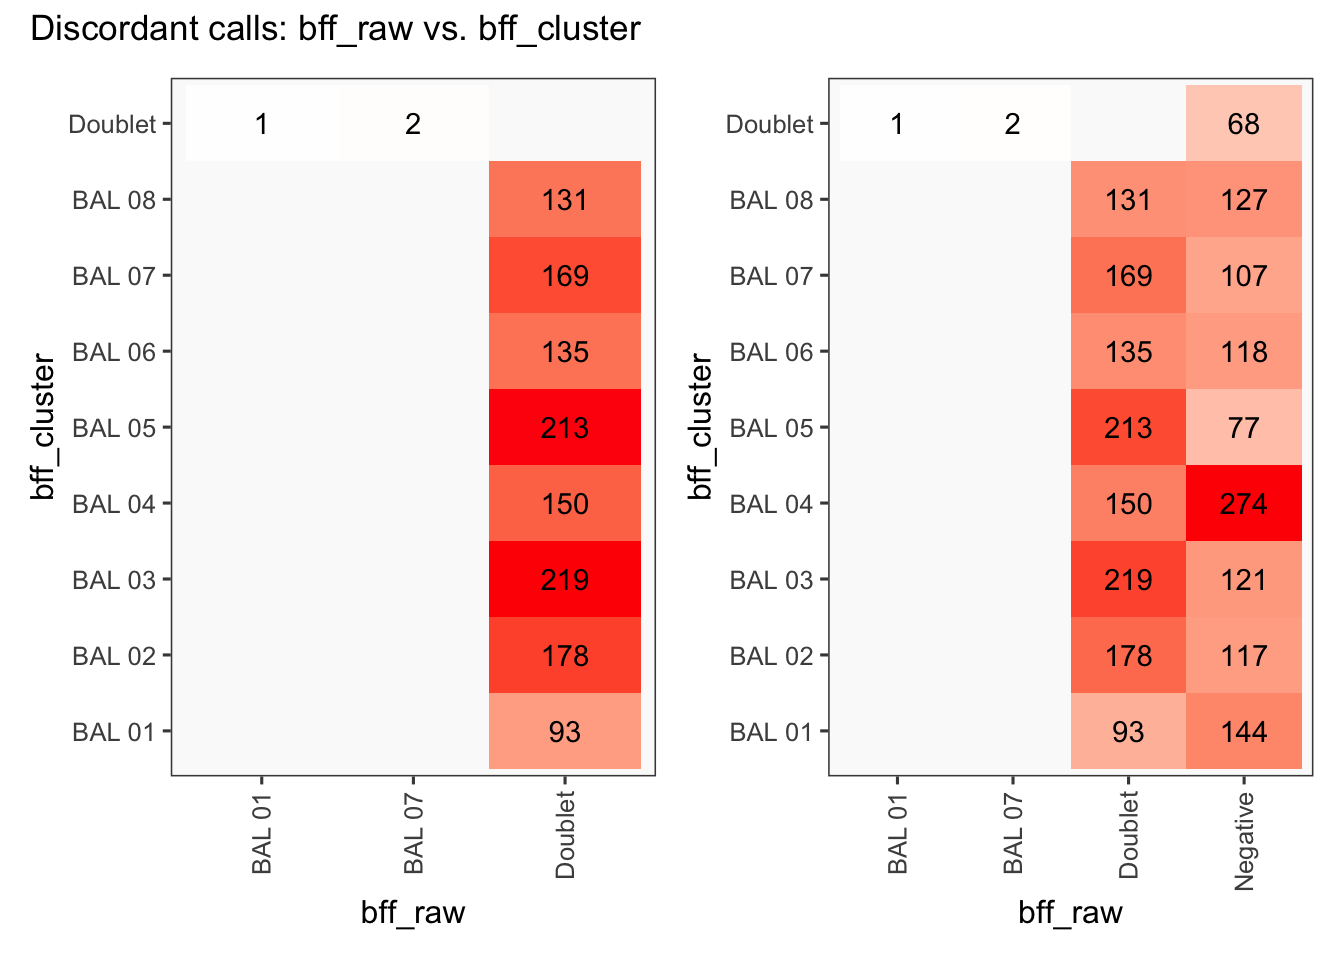 Discordant calls: bff_raw vs. bff_cluster
bff_cluster
Doublet 1 2
BAL 08 131
BAL 07 169
BAL 06 135
BAL 05 213
BAL 04 150
BAL 03 219
BAL 02 178
BAL 01 93
BAL 01 BAL 07 Doublet
bff_raw
bff_cluster
Doublet 1 2 68
BAL 08 131 127
BAL 07 169 107
BAL 06 135 118
BAL 05 213 77
BAL 04 150 274
BAL 03 219 121
BAL 02 178 117
BAL 01 93 144
BAL 01 BAL 07 Doublet Negative
bff_raw